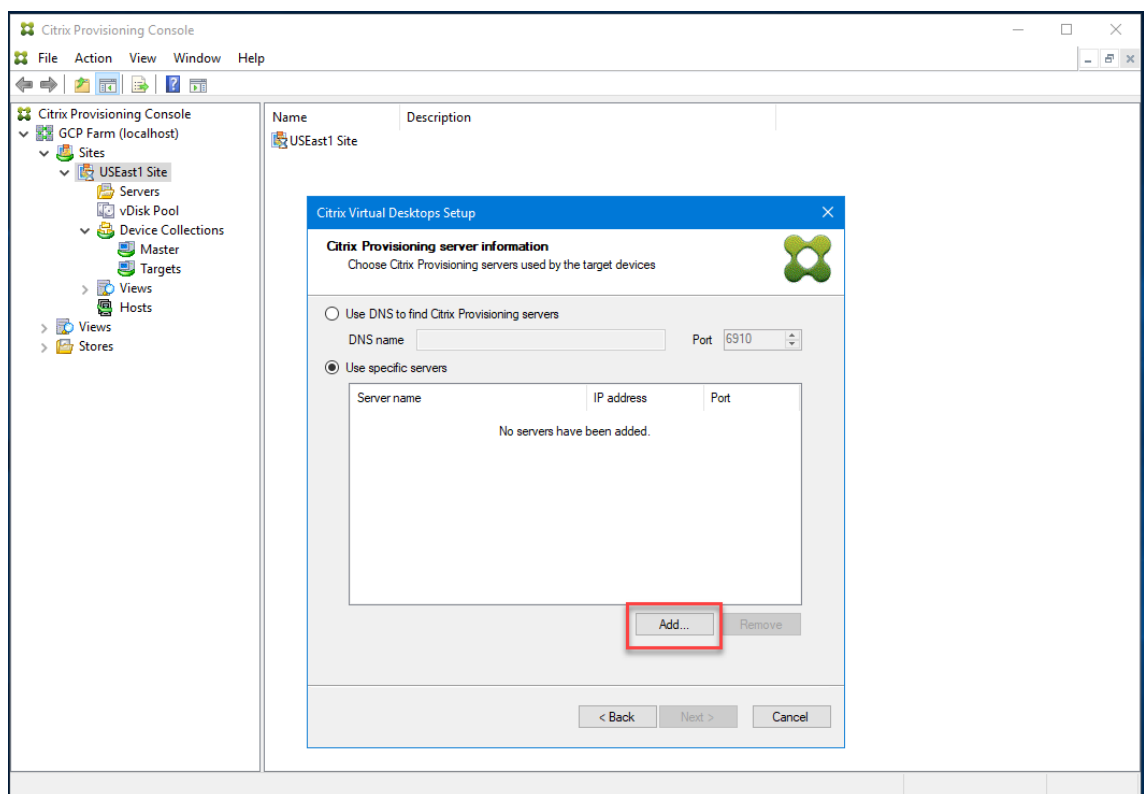 Citrix Provisioning Console
File Action View Window Help
Citrix Provisioning Console
GCP Farm (localhost)
Sites
USEast1 Site
Servers
vDisk Pool
Device Collections
Master
Targets
Views
Hosts
Views
Stores
Name Description
USEast1 Site
Citrix Virtual Desktops Setup
Citrix Provisioning server information
Choose Citrix Provisioning servers used by the target devices
Use DNS to find Citrix Provisioning servers
DNS name Port 6910
Use specific servers
Server name IP address Port
No servers have been added.
Add... Remove
< Back Next > Cancel